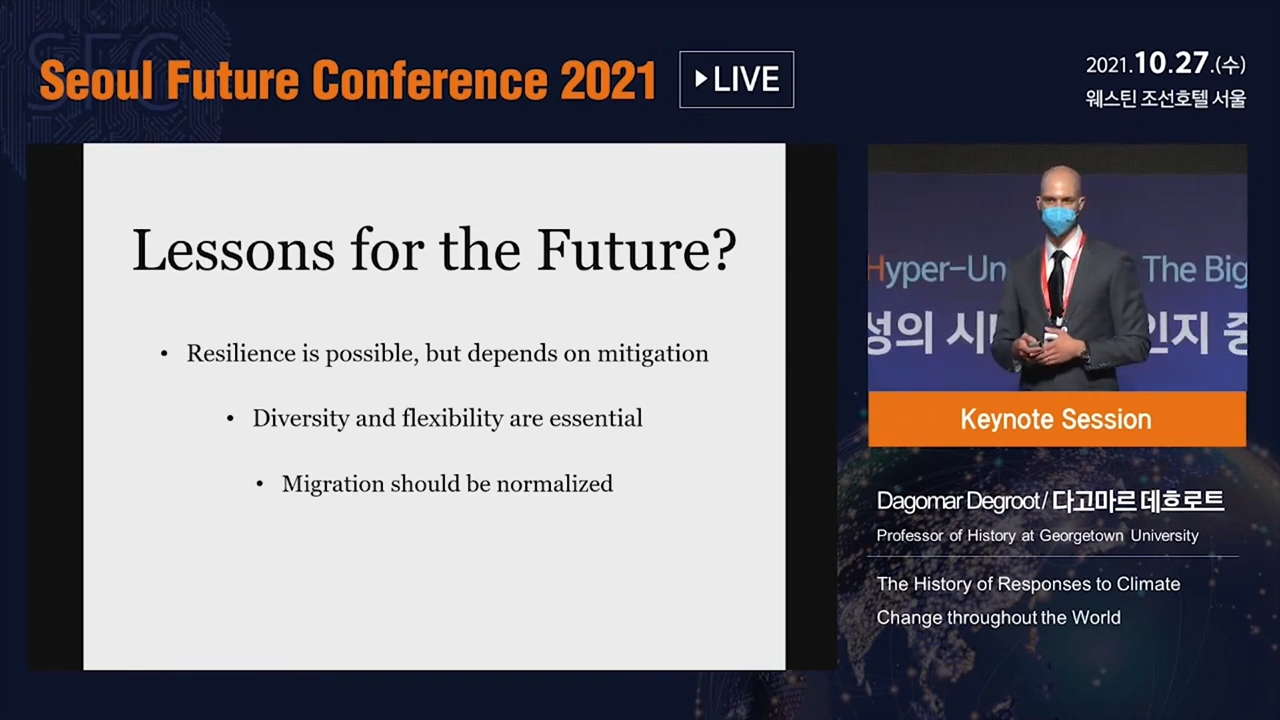 SFC
Seoul Future Conference 2021
LIVE
2021.10.27.(수)
웨스틴 조선호텔 서울
Lessons for the Future?
• Resilience is possible, but depends on mitigation
• Diversity and flexibility are essential
• Migration should be normalized
Hyper-Un The Big
성의 시 인지 중
Keynote Session
Dagomar Degroot / 다고마르 데흐로트
Professor of History at Georgetown University
The History of Responses to Climate
Change throughout the World